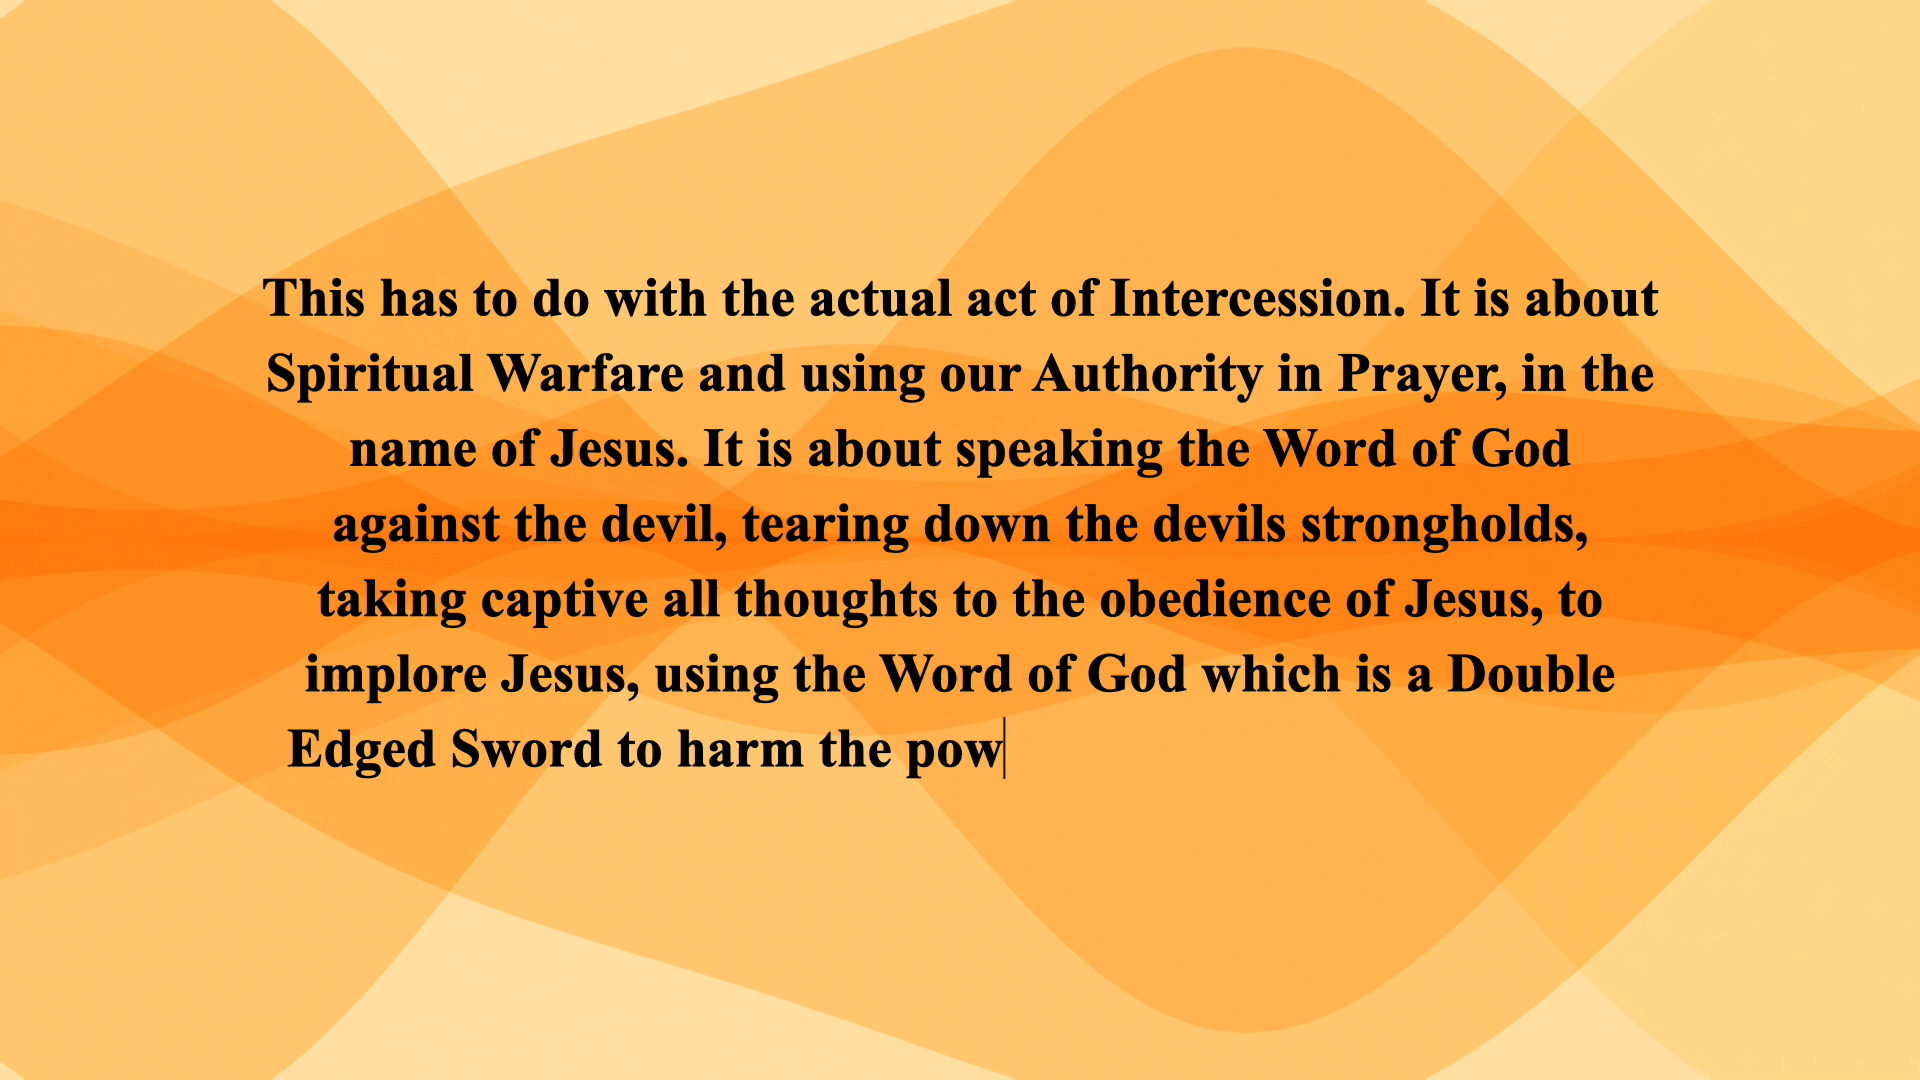 This has to do with the actual act of Intercession. It is about
Spiritual Warfare and using our Authority in Prayer, in the
name of Jesus. It is about speaking the Word of God
against the devil, tearing down the devils strongholds,
taking captive all thoughts to the obedience of Jesus, to
implore Jesus, using the Word of God which is a Double
Edged Sword to harm the pow